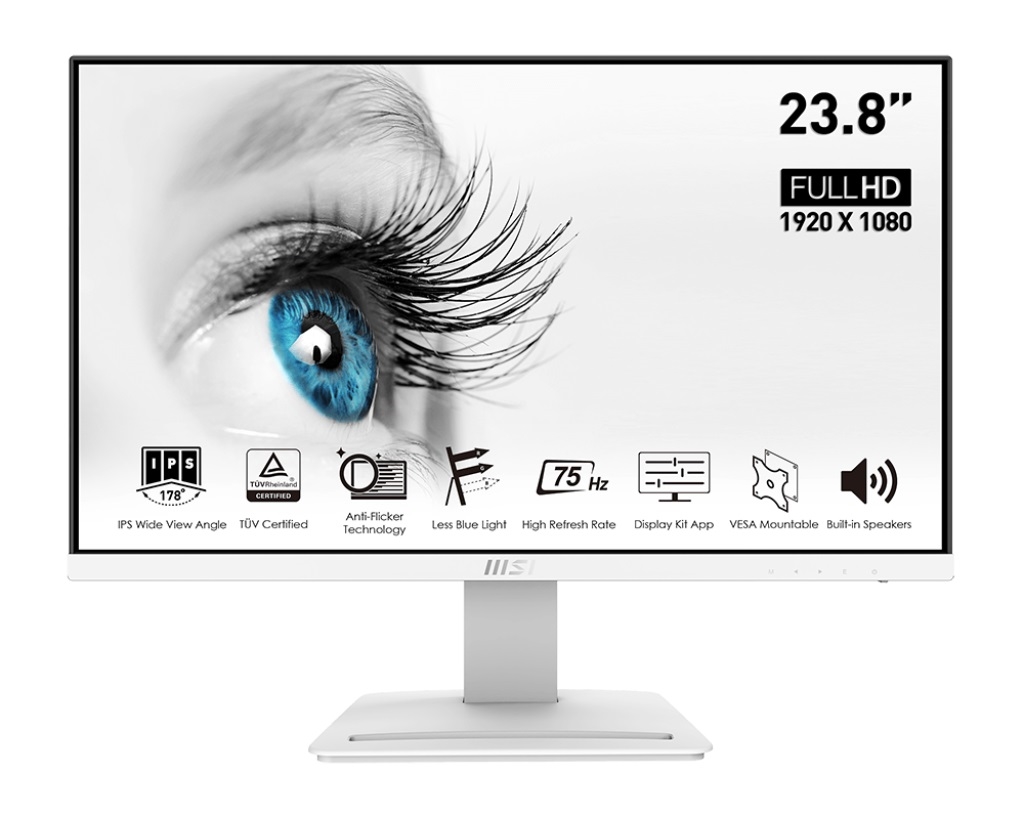 23.8”
FULL HD
1920 X 1080
IPS
178°
TÜVRheinland®
CERTIFIED
75 Hz
IPS Wide View Angle
TÜV Certified
Anti-Flicker
Technology
Less Blue Light
High Refresh Rate
Display Kit App
VESA Mountable
Built-in Speakers
MSI